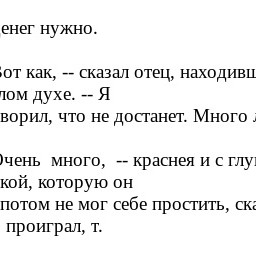 денег нужно.
Вот как, -- сказал отец, находивш
лом духе. -- Я
ворил, что не достанет. Много л
Очень  много,  -- краснея и с глу
кой, которую он
потом не мог себе простить, ска
проиграл, т.